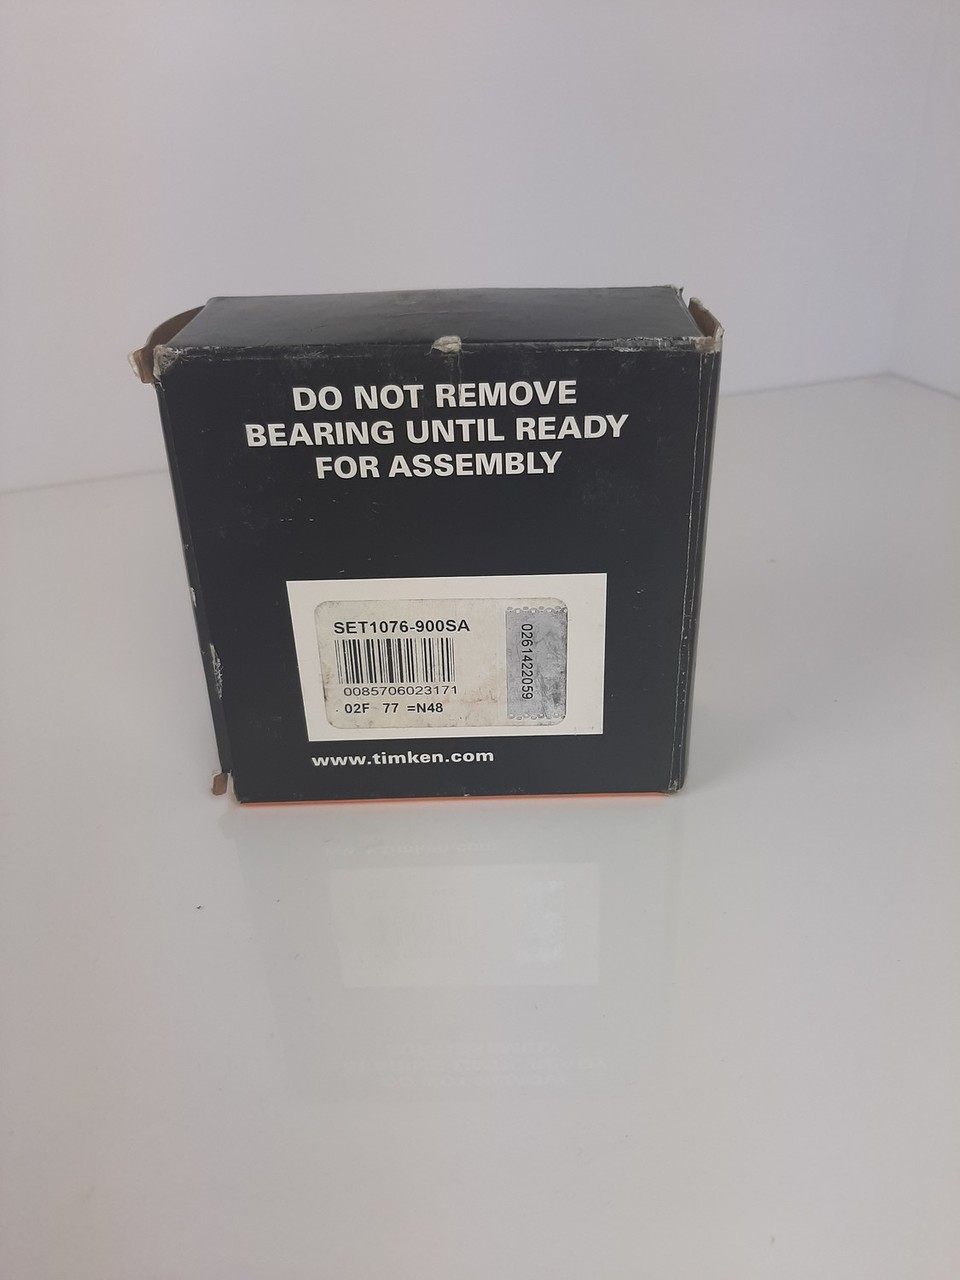 DO NOT REMOVE
BEARING UNTIL READY
FOR ASSEMBLY
SET1076-900SA
0085706023171
02F 77 =N48
0261422059
www.timken.com